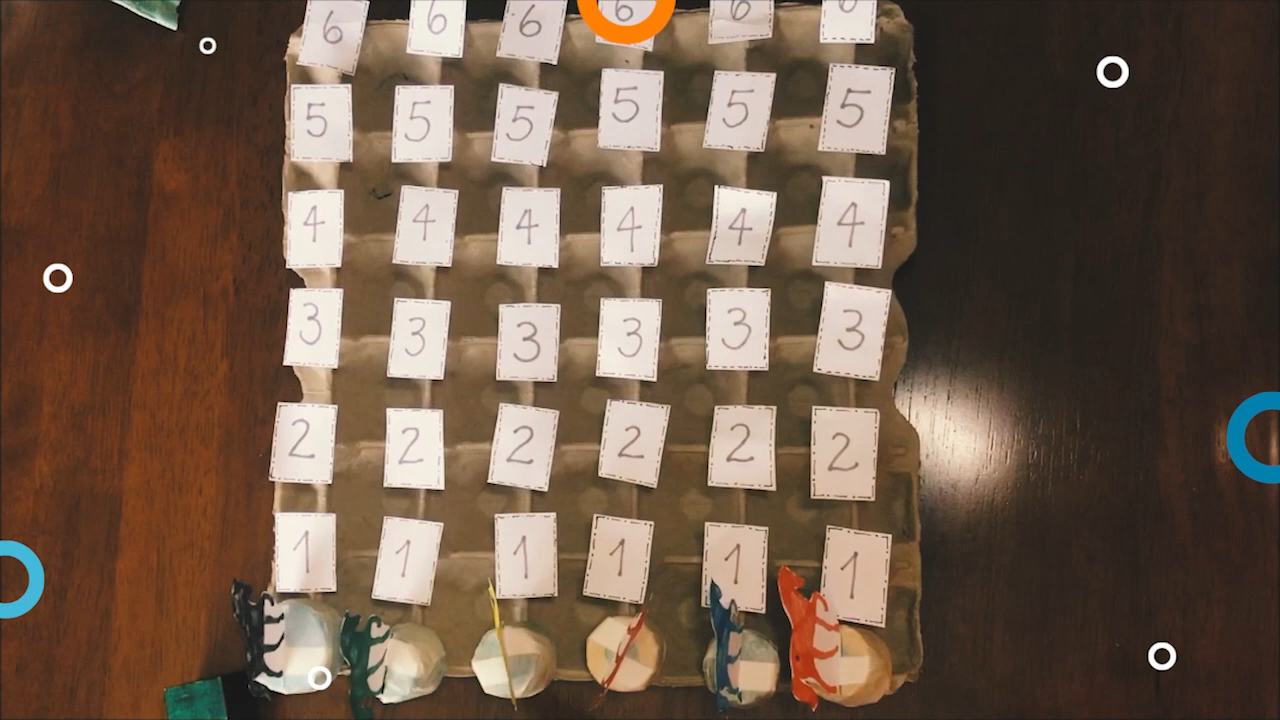 6 6 6 6 6 6
5 5 5 5 5 5
4 4 4 4 4 4
3 3 3 3 3 3
2 2 2 2 2 2
1 1 1 1 1 1